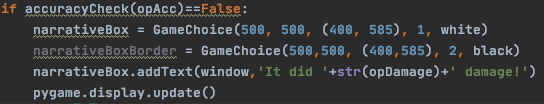 if accuracyCheck(opAcc)==False:
    narrativeBox = GameChoice(500, 500, (400, 585), 1, white)
    narrativeBoxBorder = GameChoice(500,500, (400,585), 2, black)
    narrativeBox.addText(window,'It did '+str(opDamage)+' damage!')
    pygame.display.update()